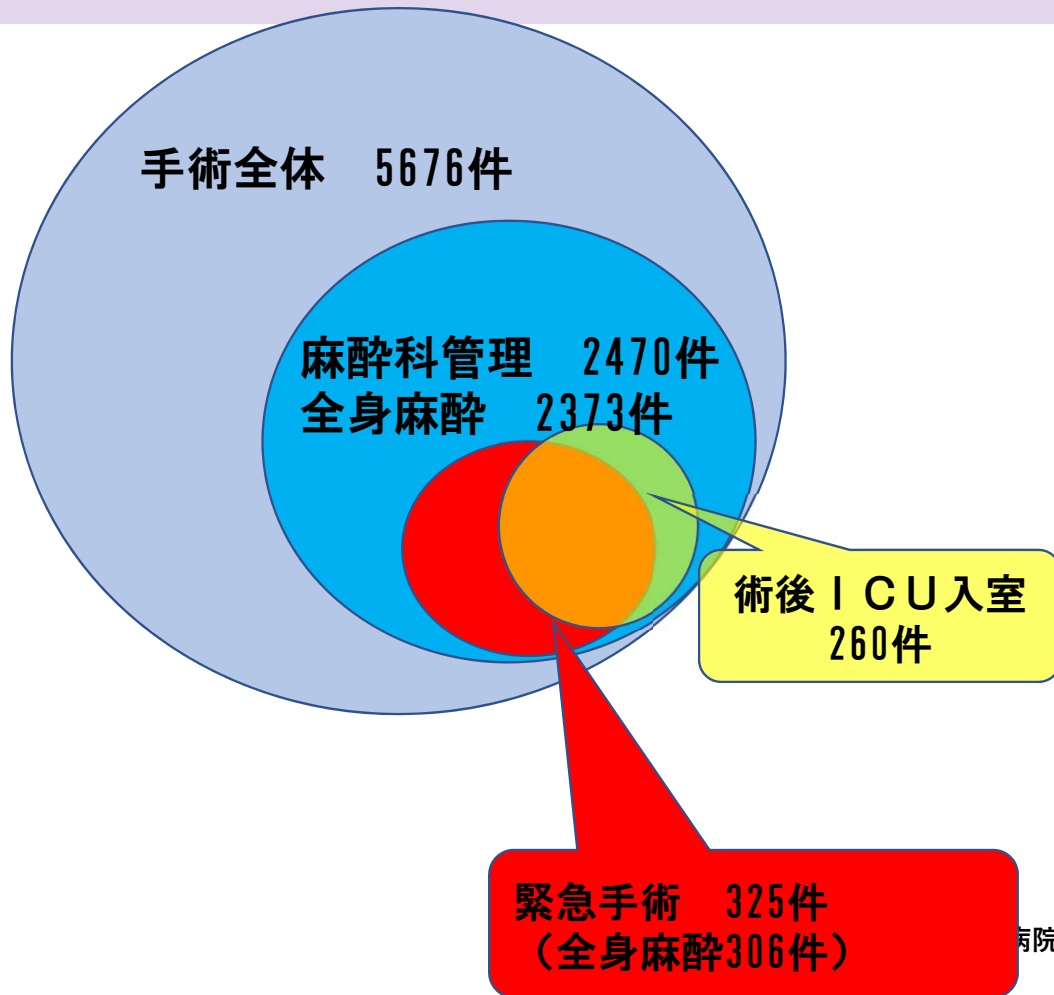 手術全体　5676件
麻酔科管理　2470件
全身麻酔　2373件
術後ＩＣＵ入室
260件
緊急手術　325件
（全身麻酔306件）
病院